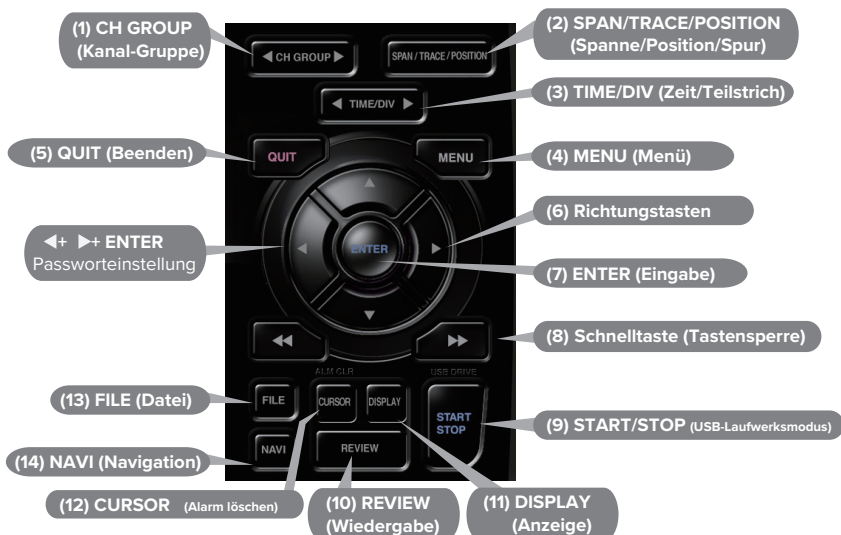 (1) CH GROUP
(Kanal-Gruppe)
(2) SPAN/TRACE/POSITION
(Spanne/Position/Spur)
◀ CH GROUP ▶
SPAN / TRACE / POSITION
◀ TIME/DIV ▶
(3) TIME/DIV (Zeit/Teilstrich)
(5) QUIT (Beenden)
QUIT
MENU
(4) MENU (Menü)
(6) Richtungstasten
◀+ ▶+ ENTER
Passworteinstellung
ENTER
(7) ENTER (Eingabe)
(8) Schnelltaste (Tastensperre)
ALM CLR
USB DRIVE
(13) FILE (Datei)
FILE
CURSOR
DISPLAY
START
STOP
(9) START/STOP (USB-Laufwerksmodus)
(14) NAVI (Navigation)
NAVI
REVIEW
(12) CURSOR (Alarm löschen)
(10) REVIEW
(Wiedergabe)
(11) DISPLAY
(Anzeige)